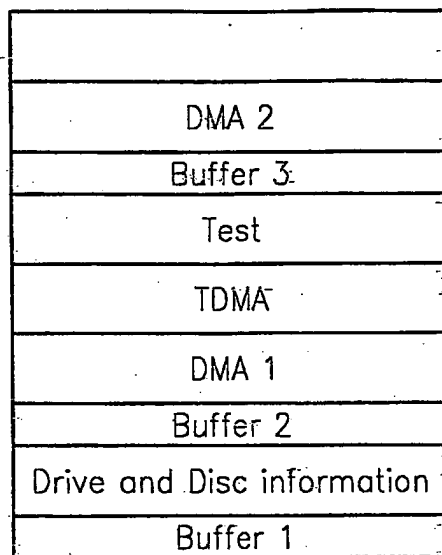 DMA 2
Buffer 3
Test
TDMA
DMA 1
Buffer 2
Drive and Disc information
Buffer 1